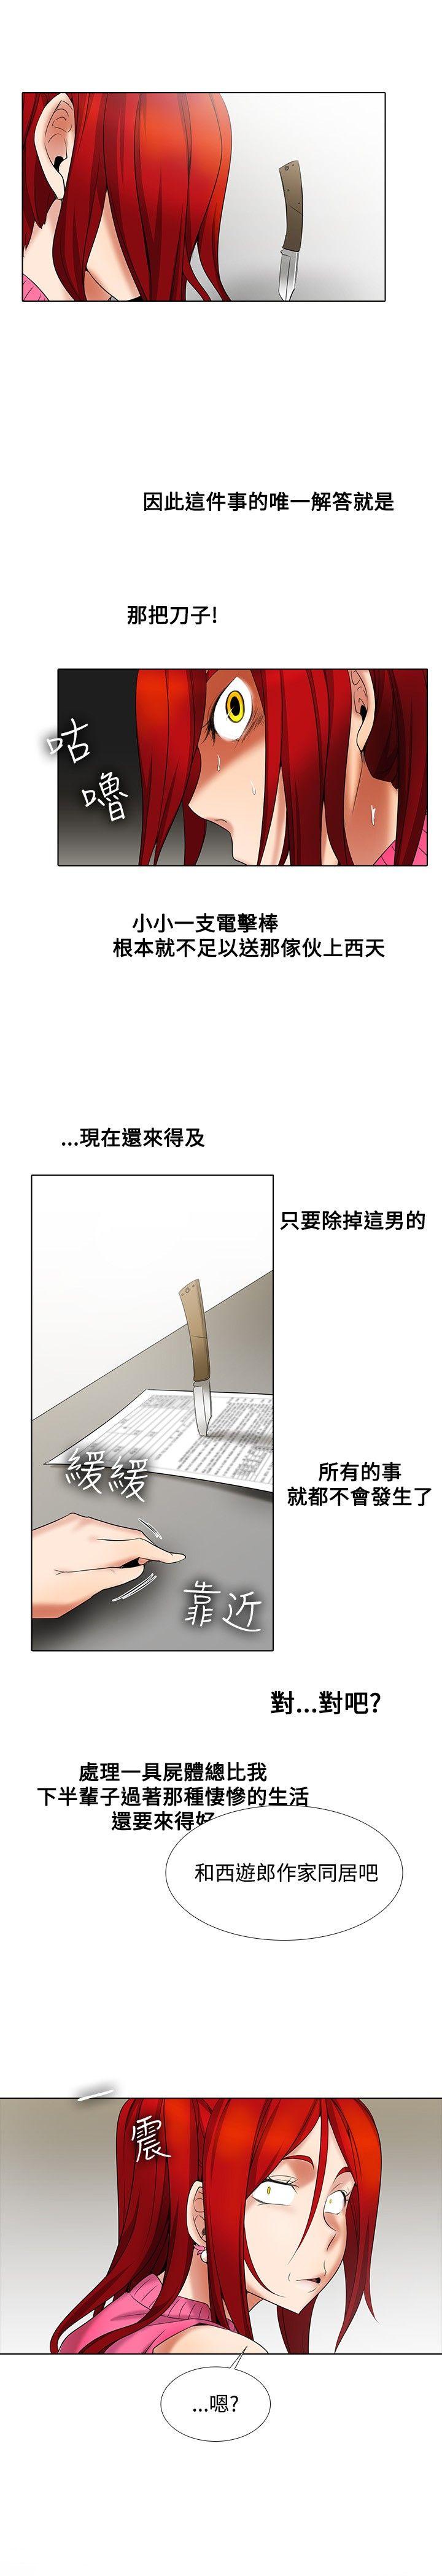 因此這件事的唯一解答就是
那把刀子!
咕
嚕
小小一支電擊棒
根本就不足以送那傢伙上西天
...現在還來得及
只要除掉這男的
緩緩
所有的事
就都不會發生了
靠近
對...對吧?
處理一具屍體總比我
下半輩子過著那種悽慘的生活
還要來得好
和西遊郎作家同居吧
一
震
...嗯?